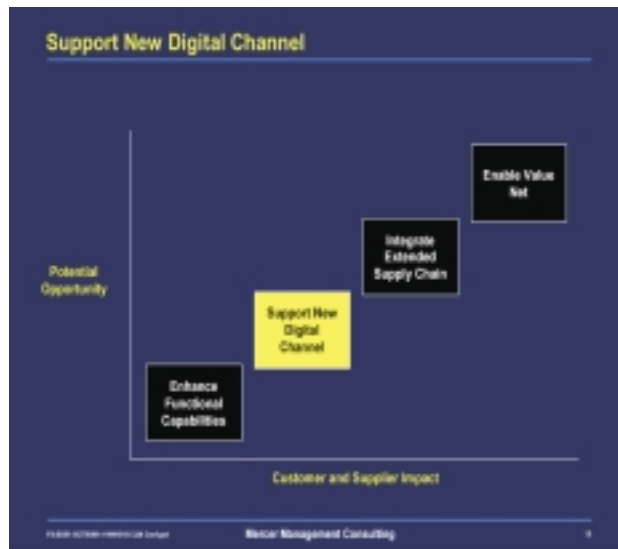 Support New Digital Channel
Enable Value
Net
Integrate
Extended
Supply Chain
Potential
Opportunity
Support New
Digital
Channel
Enhance
Functional
Capabilities
Customer and Supplier Impact
Mercer Management Consulting